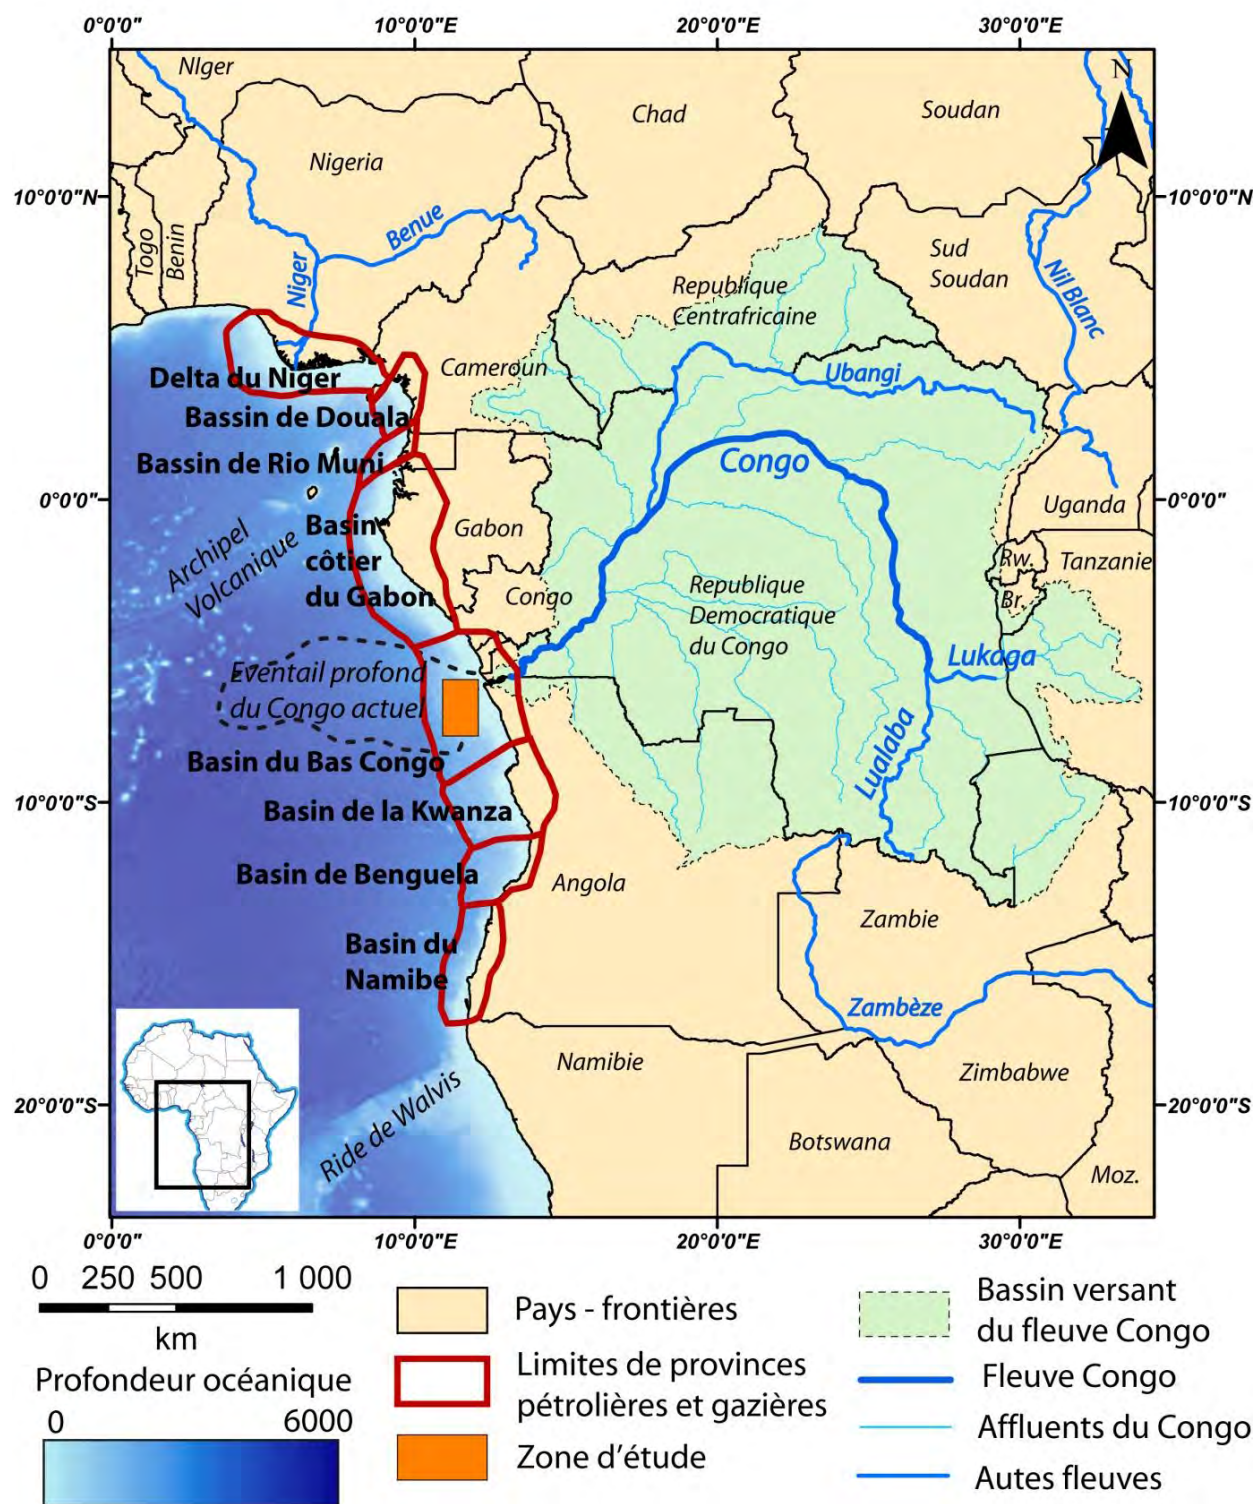 0°0'0"
10°0'0"E
20°0'0"E
30°0'0"E
NIger
Chad
Soudan
N
Nigeria
10°0'0"N
10°0'0"N
Togo
Benin
Niger
Benue
Sud
Soudan
Nil Blanc
Republique
Centrafricaine
Cameroun
Ubangi
Delta du Niger
Bassin de Douala
Bassin de Rio Muni
Congo
0°0'0"
0°0'0"
Uganda
Basin
côtier
du Gabon
Gabon
Archipel
Volcanique
Rw.
Tanzanie
Br.
Congo
Republique
Democratique
du Congo
Lukaga
Eventail profond
du Congo actuel
Lualaba
Basin du Bas Congo
10°0'0"S
10°0'0"S
Basin de la Kwanza
Basin de Benguela
Angola
Zambie
Basin du
Namibe
Zambèze
Namibie
Zimbabwe
Ride de Walvis
20°0'0"S
20°0'0"S
Botswana
Moz.
0°0'0"
10°0'0"E
20°0'0"E
30°0'0"E
0 250 500 1 000
km
Profondeur océanique
0 6000
Pays - frontières
Limites de provinces
pétrolières et gazières
Zone d'étude
Bassin versant
du fleuve Congo
Fleuve Congo
Affluents du Congo
Autes fleuves